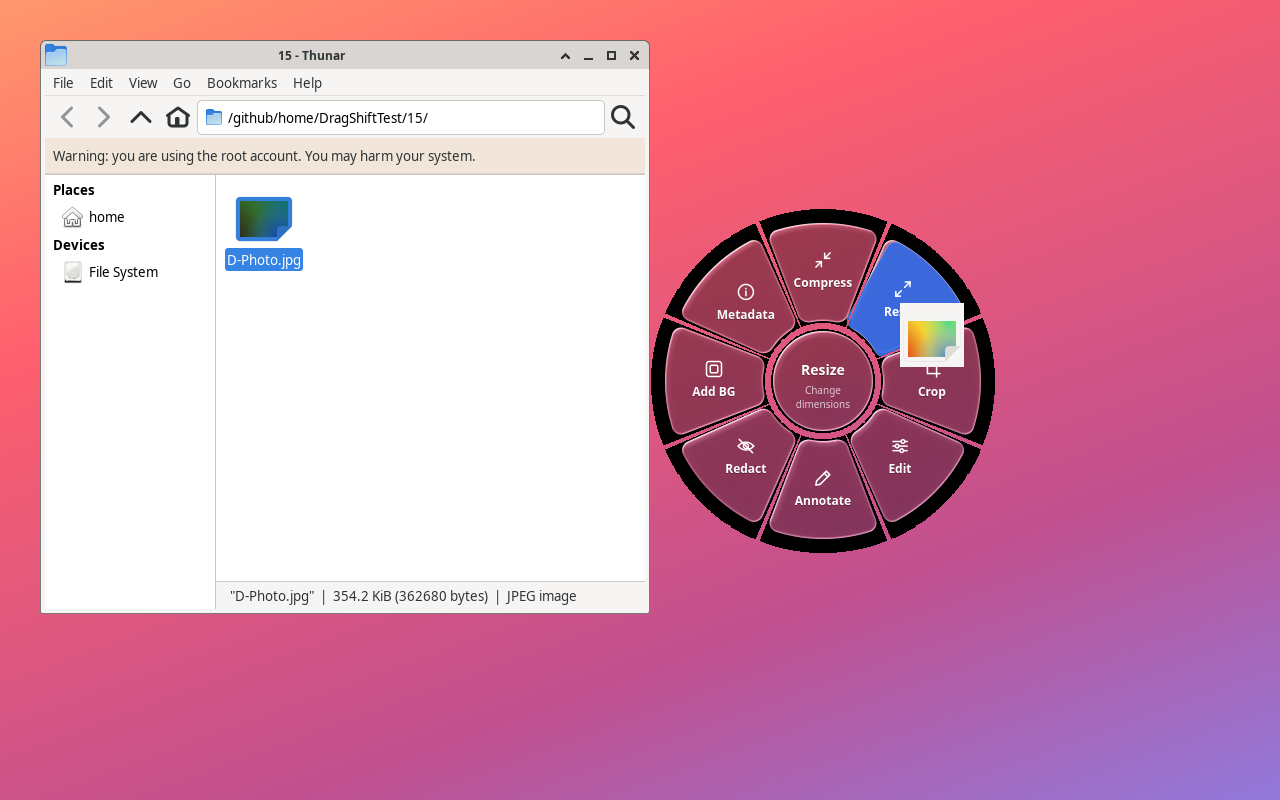 15 - Thunar
File Edit View Go Bookmarks Help
/github/home/DragShiftTest/15/
Warning: you are using the root account. You may harm your system.
Places
home
Devices
File System
D-Photo.jpg
"D-Photo.jpg" | 354.2 KiB (362680 bytes) | JPEG image
Compress
Metadata
Add BG
Resize
Change
dimensions
Crop
Redact
Edit
Annotate